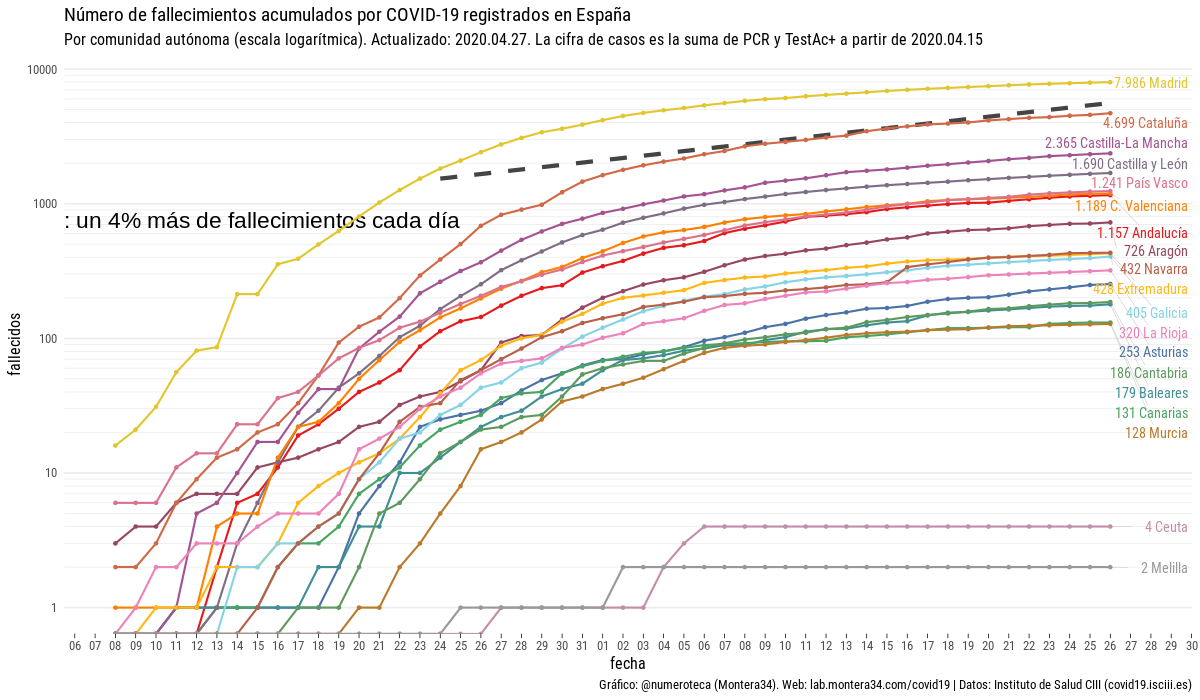 Número de fallecimientos acumulados por COVID-19 registrados en España
Por comunidad autónoma (escala logarítmica). Actualizado: 2020.04.27. La cifra de casos es la suma de PCR y TestAc+ a partir de 2020.04.15
10000
7.986 Madrid
4.699 Cataluña
2.365 Castilla-La Mancha
1.690 Castilla y León
1.241 País Vasco
1000
1.189 C. Valenciana
: un 4% más de fallecimientos cada día
1.157 Andalucía
726 Aragón
432 Navarra
428 Extremadura
405 Galicia
320 La Rioja
100
253 Asturias
186 Cantabria
179 Baleares
131 Canarias
128 Murcia
10
4 Ceuta
2 Melilla
1
fallecidos
06 07 08 09 10 11 12 13 14 15 16 17 18 19 20 21 22 23 24 25 26 27 28 29 30 31 01 02 03 04 05 06 07 08 09 10 11 12 13 14 15 16 17 18 19 20 21 22 23 24 25 26 27 28 29 30
fecha
Gráfico: @numeroteca (Montera34). Web: lab.montera34.com/covid19 | Datos: Instituto de Salud CIII (covid19.isciii.es)